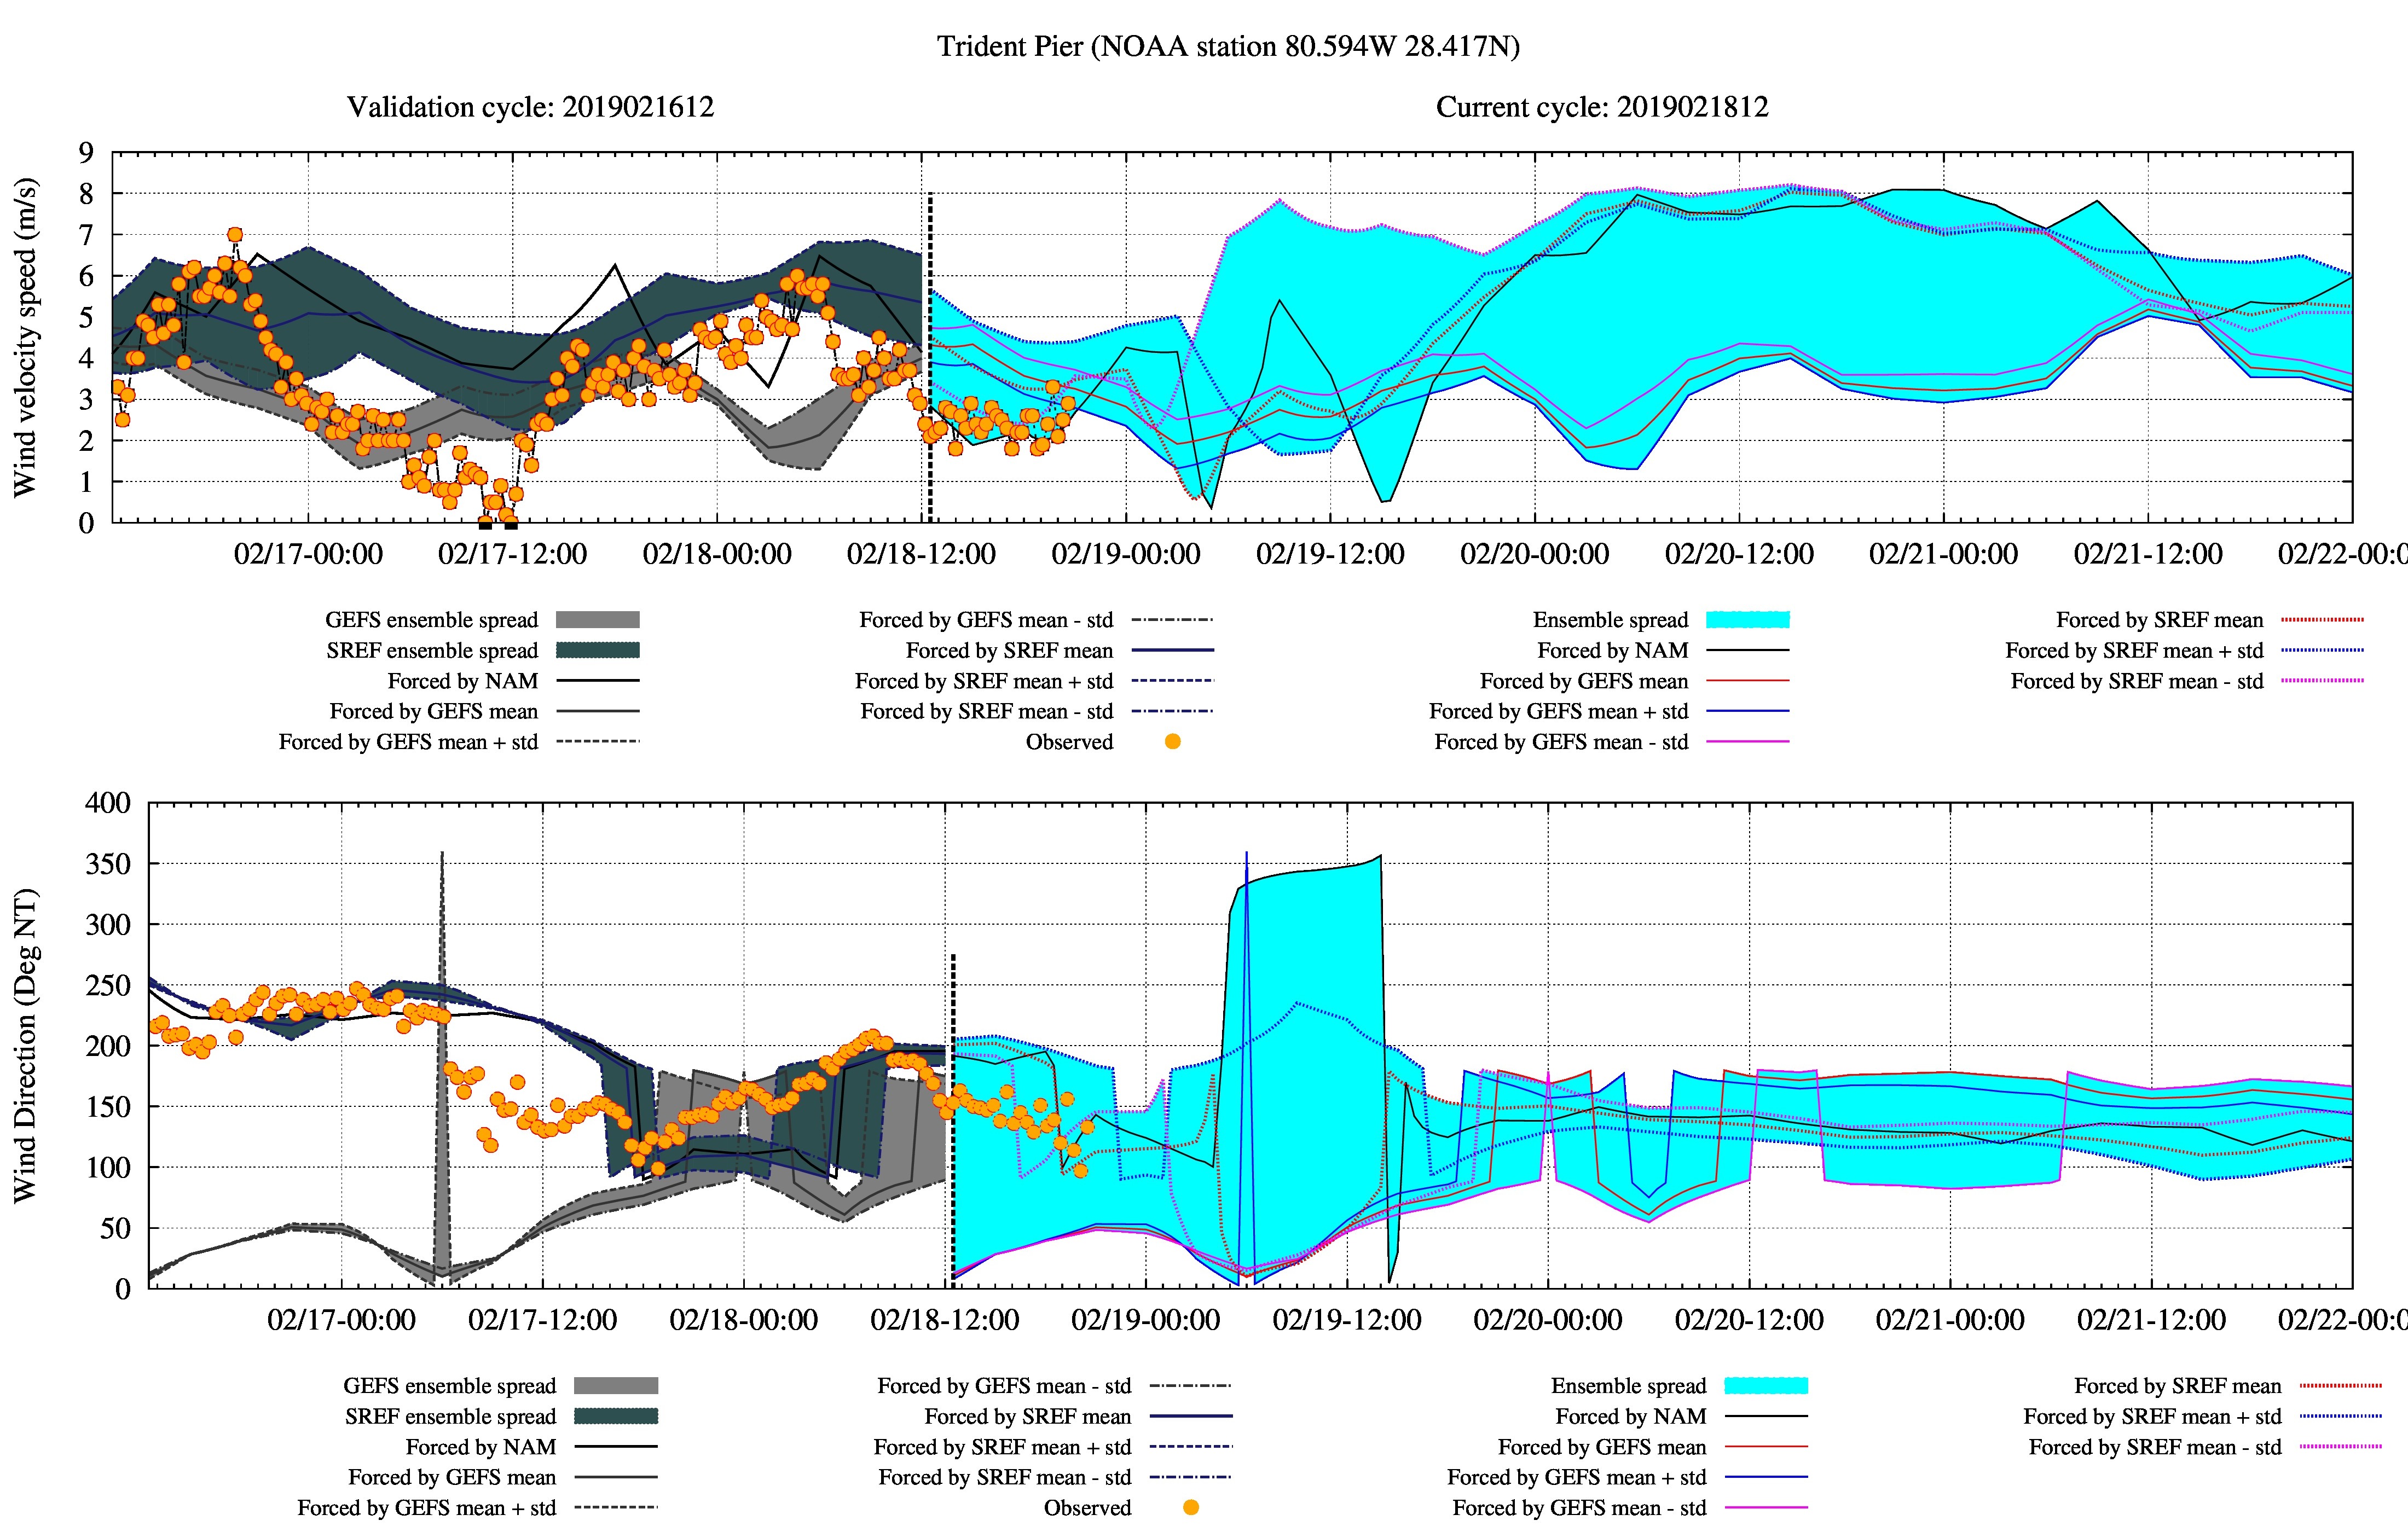 Trident Pier (NOAA station 80.594W 28.417N)
Validation cycle: 2019021612
Current cycle: 2019021812
Wind velocity speed (m/s)
9
8
7
6
5
4
3
2
1
0
02/17-00:00 02/17-12:00 02/18-00:00 02/18-12:00 02/19-00:00 02/19-12:00 02/20-00:00 02/20-12:00 02/21-00:00 02/21-12:00 02/22-00:0
GEFS ensemble spread
SREF ensemble spread
Forced by NAM
Forced by GEFS mean
Forced by GEFS mean + std
Forced by GEFS mean - std
Forced by SREF mean
Forced by SREF mean + std
Forced by SREF mean - std
Observed
Ensemble spread
Forced by NAM
Forced by GEFS mean
Forced by GEFS mean + std
Forced by GEFS mean - std
Forced by SREF mean
Forced by SREF mean + std
Forced by SREF mean - std
Wind Direction (Deg NT)
400
350
300
250
200
150
100
50
0
02/17-00:00 02/17-12:00 02/18-00:00 02/18-12:00 02/19-00:00 02/19-12:00 02/20-00:00 02/20-12:00 02/21-00:00 02/21-12:00 02/22-00:0
GEFS ensemble spread
SREF ensemble spread
Forced by NAM
Forced by GEFS mean
Forced by GEFS mean + std
Forced by GEFS mean - std
Forced by SREF mean
Forced by SREF mean + std
Forced by SREF mean - std
Observed
Ensemble spread
Forced by NAM
Forced by GEFS mean
Forced by GEFS mean + std
Forced by GEFS mean - std
Forced by SREF mean
Forced by SREF mean + std
Forced by SREF mean - std